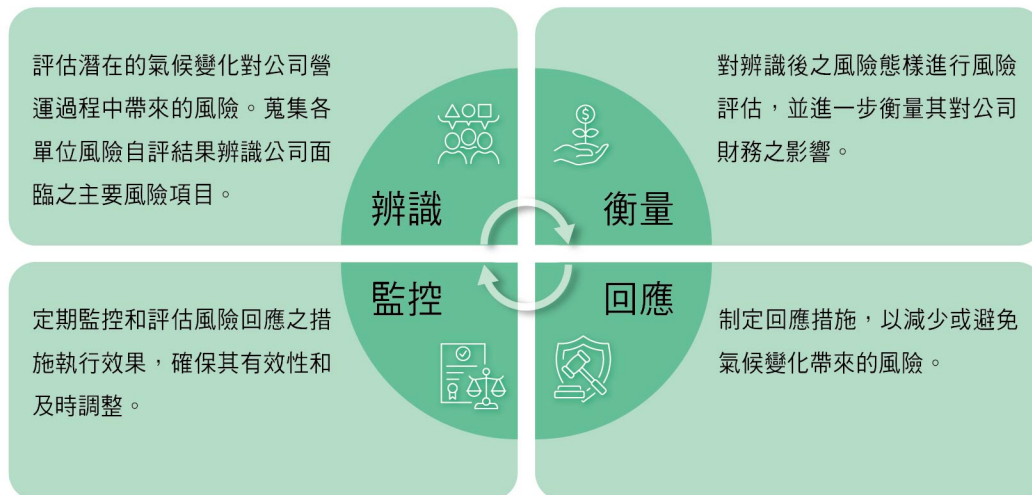 評估潛在的氣候變化對公司營
運過程中帶來的風險。蒐集各
單位風險自評結果辨識公司面
臨之主要風險項目。
辨識
對辨識後之風險態樣進行風險
評估，並進一步衡量其對公司
財務之影響。
衡量
定期監控和評估風險回應之措
施執行效果，確保其有效性和
及時調整。
監控
制定回應措施，以減少或避免
氣候變化帶來的風險。
回應